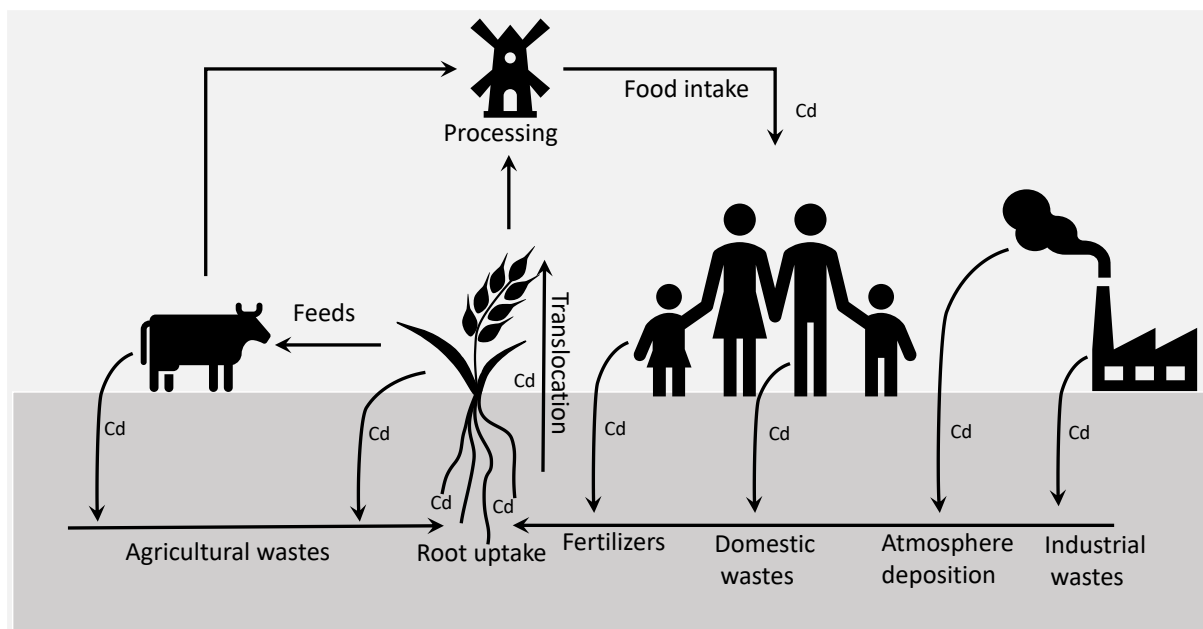 Food intake
Cd
Processing
Feeds
Translocation
Cd
Cd
Cd
Cd
Cd
Cd
Cd
Cd
Cd
Agricultural wastes
Root uptake
Fertilizers
Domestic
wastes
Atmosphere
deposition
Industrial
wastes